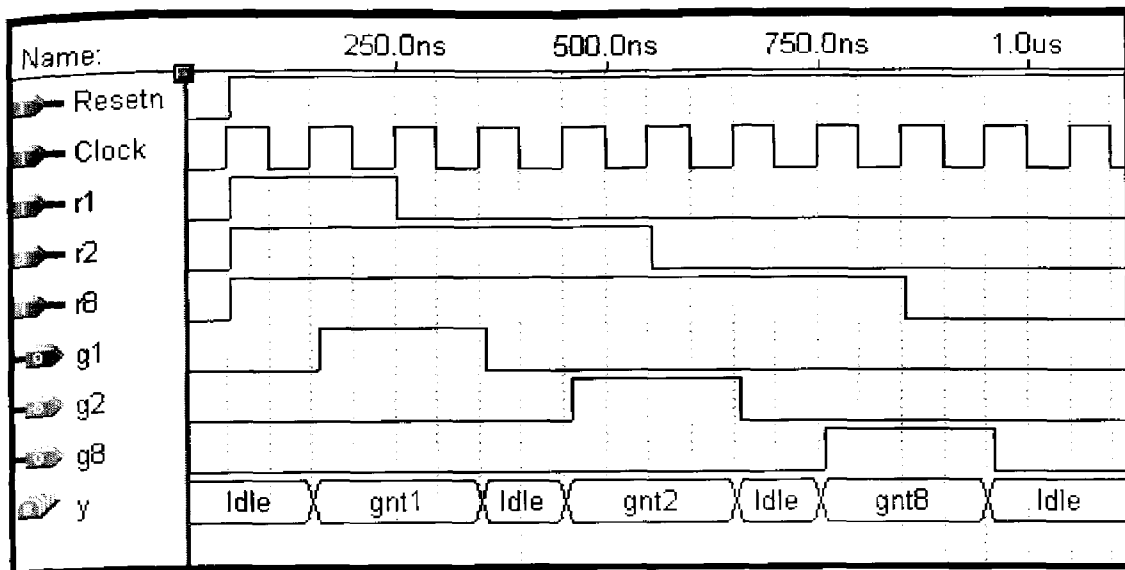 Name: 250.0ns 500.0ns 750.0ns 1.0us
Resetn
Clock
r1
r2
r8
g1
g2
g8
y Idle gnt1 Idle gnt2 Idle gnt8 Idle